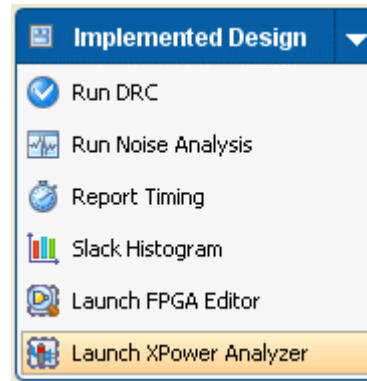 Implemented Design
Run DRC
Run Noise Analysis
Report Timing
Slack Histogram
Launch FPGA Editor
Launch XPower Analyzer